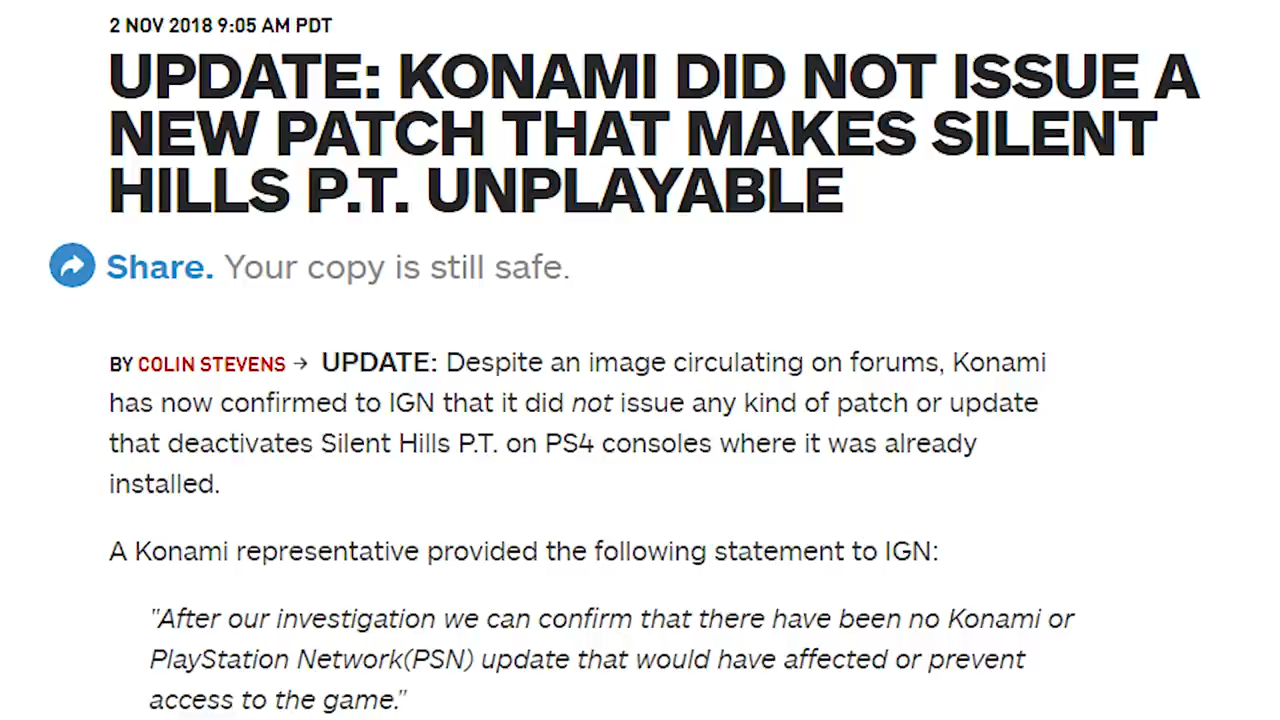 2 NOV 2018 9:05 AM PDT
UPDATE: KONAMI DID NOT ISSUE A
NEW PATCH THAT MAKES SILENT
HILLS P.T. UNPLAYABLE
Share. Your copy is still safe.
BY COLIN STEVENS → UPDATE: Despite an image circulating on forums, Konami
has now confirmed to IGN that it did not issue any kind of patch or update
that deactivates Silent Hills P.T. on PS4 consoles where it was already
installed.
A Konami representative provided the following statement to IGN:
"After our investigation we can confirm that there have been no Konami or
PlayStation Network(PSN) update that would have affected or prevent
access to the game."